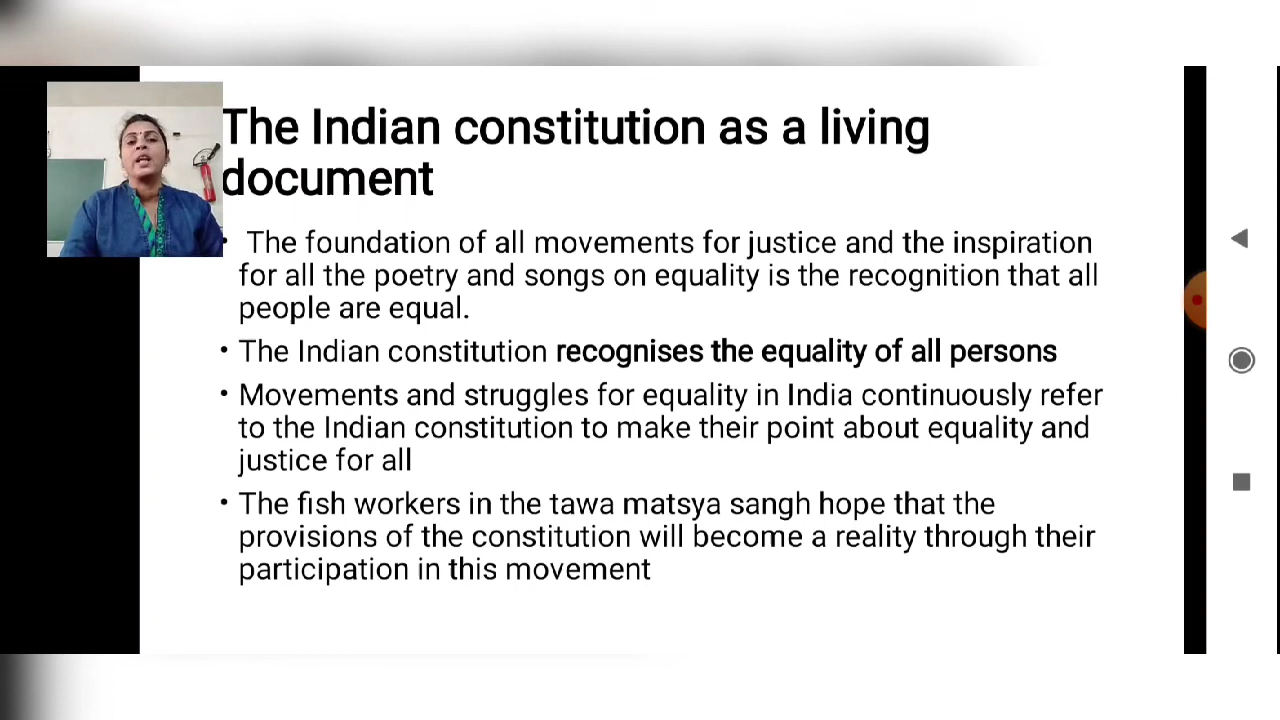 The Indian constitution as a living
document
• The foundation of all movements for justice and the inspiration
for all the poetry and songs on equality is the recognition that all
people are equal.
• The Indian constitution recognises the equality of all persons
• Movements and struggles for equality in India continuously refer
to the Indian constitution to make their point about equality and
justice for all
• The fish workers in the tawa matsya sangh hope that the
provisions of the constitution will become a reality through their
participation in this movement